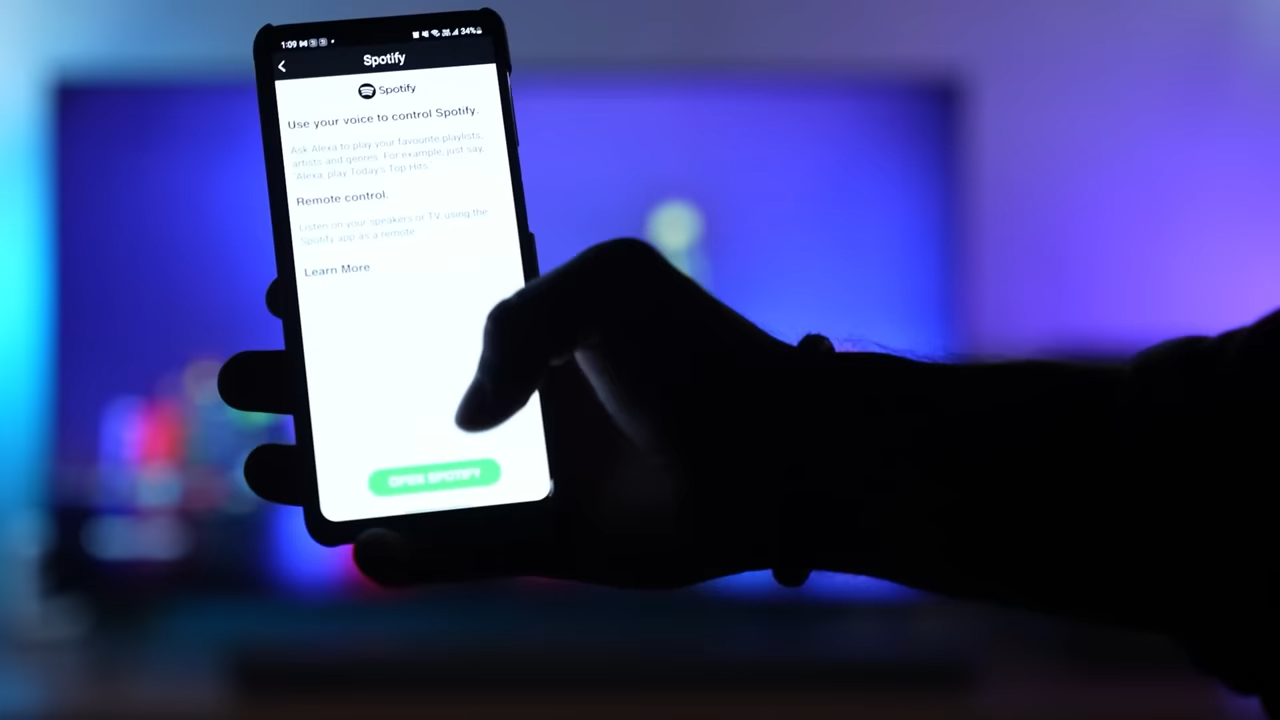 1:09
34%
Spotify
Spotify
Use your voice to control Spotify.
Ask Alexa to play your favourite playlists,
artists and genres. For example, just say,
'Alexa, play Today's Top Hits.
Remote control.
Listen on your speakers or TV, using the
Spotify app as a remote.
Learn More
OPEN SPOTIFY